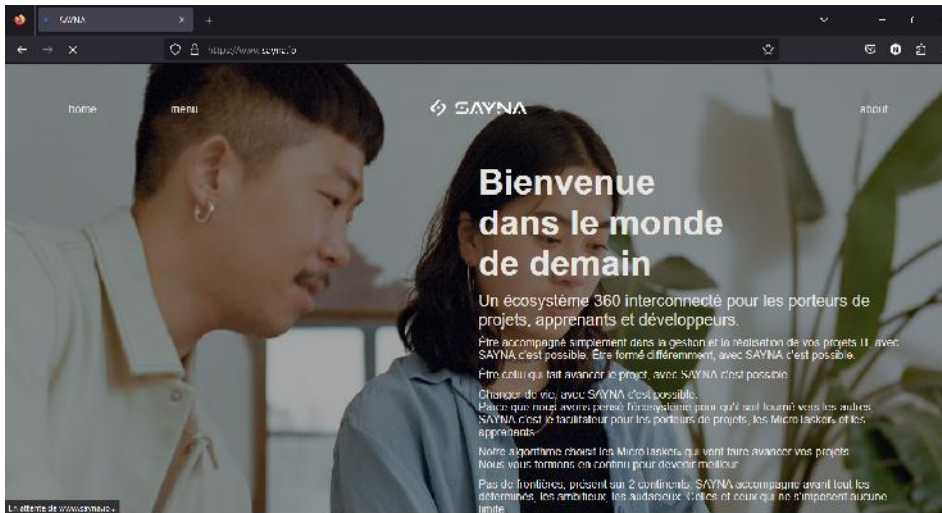 SAYNA
https://www.sayna.io
home
menu
SAYNA
about
Bienvenue
dans le monde
de demain
Un écosystème 360 interconnecté pour les porteurs de
projets, apprenants et développeurs.
Être accompagné simplement dans la gestion et la réalisation de vos projets IT, avec
SAYNA c'est possible. Être formé différemment, avec SAYNA c'est possible.
Être celui qui fait avancer le projet, avec SAYNA c'est possible
Changer de vie, avec SAYNA c'est possible.
Parce que nous avons pensé l'écosystème pour qu'il soit tourné vers les autres
SAYNA c'est le facilitateur pour les porteurs de projets, les MicroTaskers et les
apprenants
Notre algorithme choisit les MicroTaskers qui vont faire avancer vos projets
Nous vous formons en continu pour devenir meilleur
Pas de frontières, présent sur 2 continents, SAYNA accompagne avant tout les
déterminés, les ambitieux, les audacieux. Celles et ceux qui ne s'imposent aucune
limite
En attente de www.sayna.io…